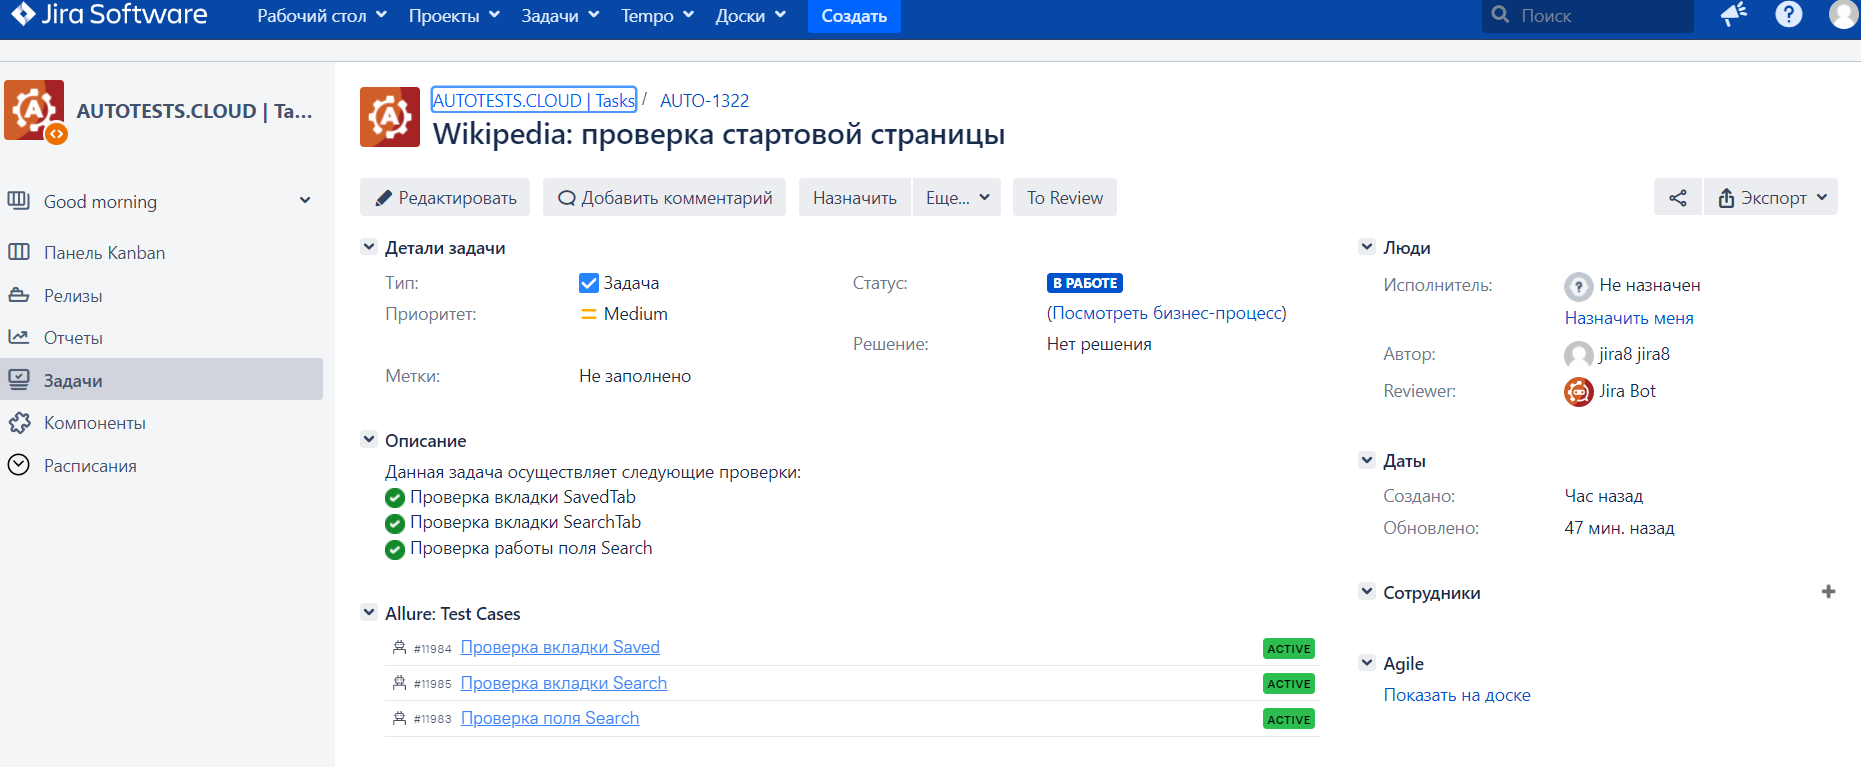 Jira Software Рабочий стол Проекты Задачи Tempo Доски Создать Поиск
AUTOTESTS.CLOUD | Ta...
Good morning
Панель Kanban
Релизы
Отчеты
Задачи
Компоненты
Расписания
AUTOTESTS.CLOUD | Tasks / AUTO-1322
Wikipedia: проверка стартовой страницы
Редактировать Добавить комментарий Назначить Еще... To Review Экспорт
Детали задачи
Тип: Задача
Приоритет: Medium
Метки: Не заполнено
Статус: В РАБОТЕ
(Посмотреть бизнес-процесс)
Решение: Нет решения
Описание
Данная задача осуществляет следующие проверки:
Проверка вкладки SavedTab
Проверка вкладки SearchTab
Проверка работы поля Search
Allure: Test Cases
#11984 Проверка вкладки Saved ACTIVE
#11985 Проверка вкладки Search ACTIVE
#11983 Проверка поля Search ACTIVE
Люди
Исполнитель: Не назначен
Назначить меня
Автор: jira8 jira8
Reviewer: Jira Bot
Даты
Создано: Час назад
Обновлено: 47 мин. назад
Сотрудники
Agile
Показать на доске